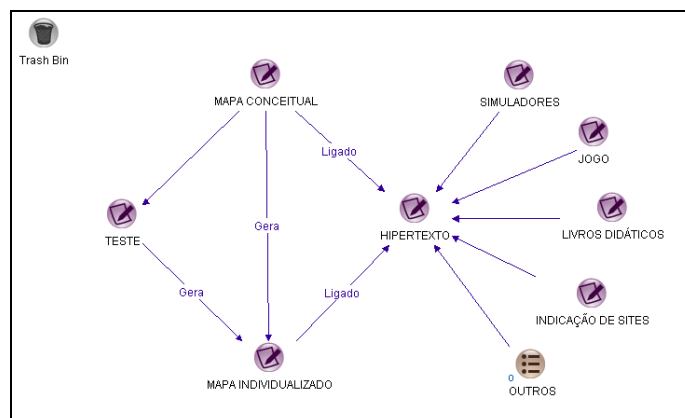 Trash Bin
MAPA CONCEITUAL
SIMULADORES
Ligado
JOGO
TESTE
Gera
HIPERTEXTO
LIVROS DIDÁTICOS
Gera
Ligado
INDICAÇÃO DE SITES
MAPA INDIVIDUALIZADO
0
OUTROS